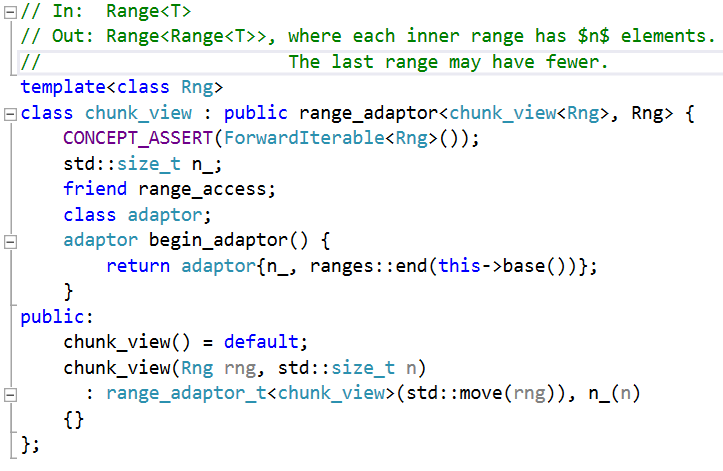 // In:  Range<T>
// Out: Range<Range<T>>, where each inner range has $n$ elements.
//                      The last range may have fewer.
template<class Rng>
class chunk_view : public range_adaptor<chunk_view<Rng>, Rng> {
    CONCEPT_ASSERT(ForwardIterable<Rng>());
    std::size_t n_;
    friend range_access;
    class adaptor;
    adaptor begin_adaptor() {
        return adaptor{n_, ranges::end(this->base())};
    }
public:
    chunk_view() = default;
    chunk_view(Rng rng, std::size_t n)
      : range_adaptor_t<chunk_view>(std::move(rng)), n_(n)
    {}
};